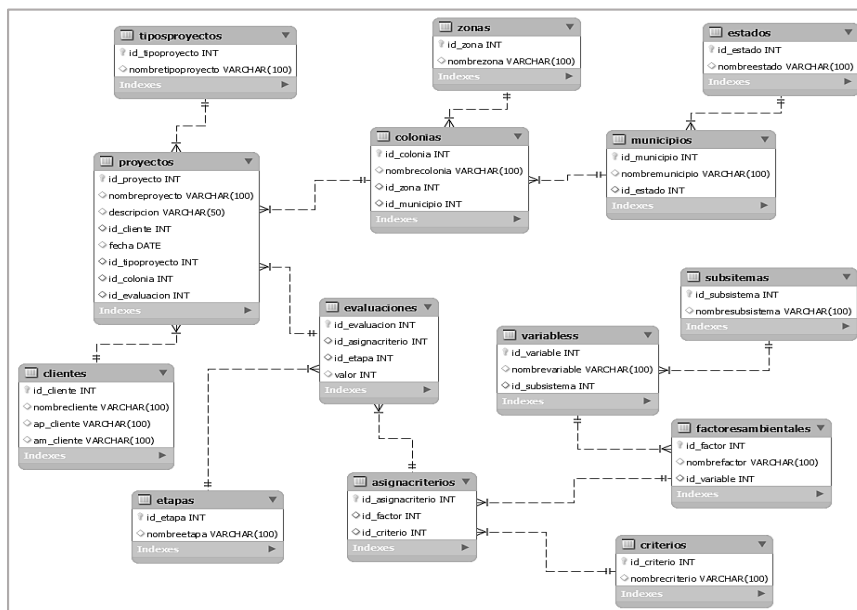 tiposproyectos
id_tipoproyecto INT
nombretipoproyecto VARCHAR(100)
Indexes
zonas
id_zona INT
nombrezona VARCHAR(100)
Indexes
estados
id_estado INT
nombreestado VARCHAR(100)
Indexes
proyectos
id_proyecto INT
nombreproyecto VARCHAR(100)
descripcion VARCHAR(50)
id_cliente INT
fecha DATE
id_tipoproyecto INT
id_colonia INT
id_evaluacion INT
Indexes
colonias
id_colonia INT
nombrecolonia VARCHAR(100)
id_zona INT
id_municipio INT
Indexes
municipios
id_municipio INT
nombremunicipio VARCHAR(100)
id_estado INT
Indexes
subsitemas
id_subsistema INT
nombresubsistema VARCHAR(100)
Indexes
evaluaciones
id_evaluacion INT
id_asignacriterio INT
id_etapa INT
valor INT
Indexes
variabless
id_variable INT
nombrevariable VARCHAR(100)
id_subsistema INT
Indexes
clientes
id_cliente INT
nombrecliente VARCHAR(100)
ap_cliente VARCHAR(100)
am_cliente VARCHAR(100)
Indexes
factoresambientales
id_factor INT
nombrefactor VARCHAR(100)
id_variable INT
Indexes
etapas
id_etapa INT
nombreetapa VARCHAR(100)
Indexes
asignacriterios
id_asignacriterio INT
id_factor INT
id_criterio INT
Indexes
criterios
id_criterio INT
nombrecriterio VARCHAR(100)
Indexes